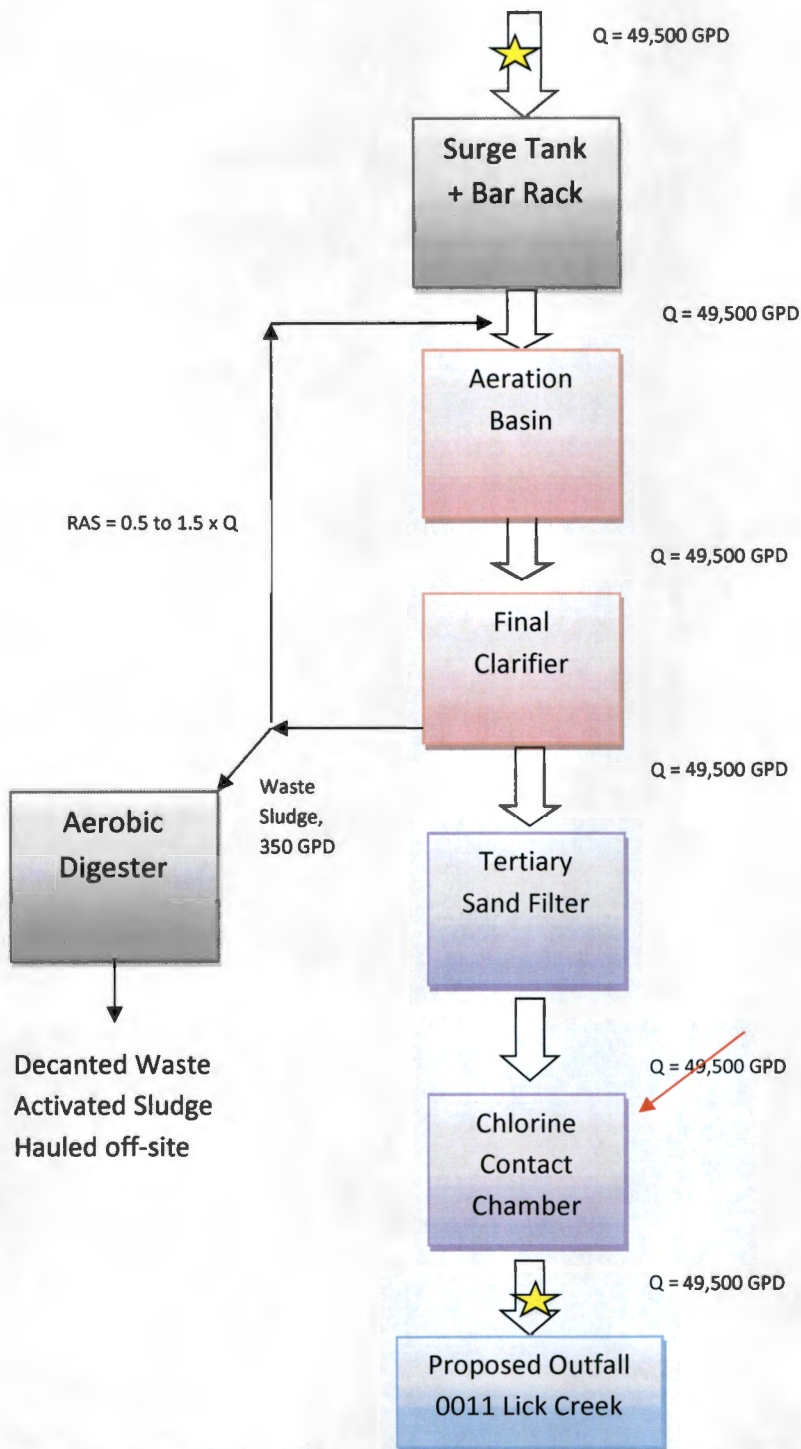 Q = 49,500 GPD
Surge Tank
+ Bar Rack
Q = 49,500 GPD
Aeration
Basin
RAS = 0.5 to 1.5 x Q
Q = 49,500 GPD
Final
Clarifier
Q = 49,500 GPD
Waste
Sludge,
350 GPD
Aerobic
Digester
Tertiary
Sand Filter
Decanted Waste
Activated Sludge
Hauled off-site
Q = 49,500 GPD
Chlorine
Contact
Chamber
Q = 49,500 GPD
Proposed Outfall
0011 Lick Creek